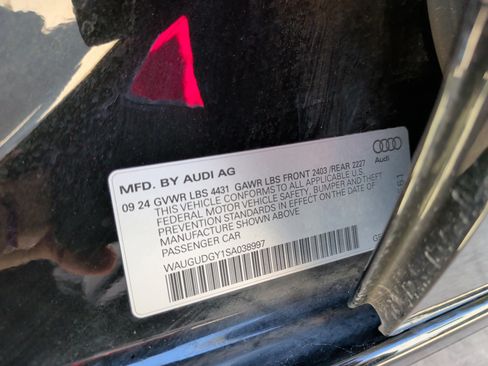 MFD. BY AUDI AG
Audi
09 24 GVWR LBS 4431 GAWR LBS FRONT 2403 /REAR 2227
THIS VEHICLE CONFORMS TO ALL APPLICABLE U.S.
FEDERAL MOTOR VEHICLE SAFETY, BUMPER AND THEFT
PREVENTION STANDARDS IN EFFECT ON THE DATE OF
MANUFACTURE SHOWN ABOVE
PASSENGER CAR
WAUGUDGY1SA038997
61